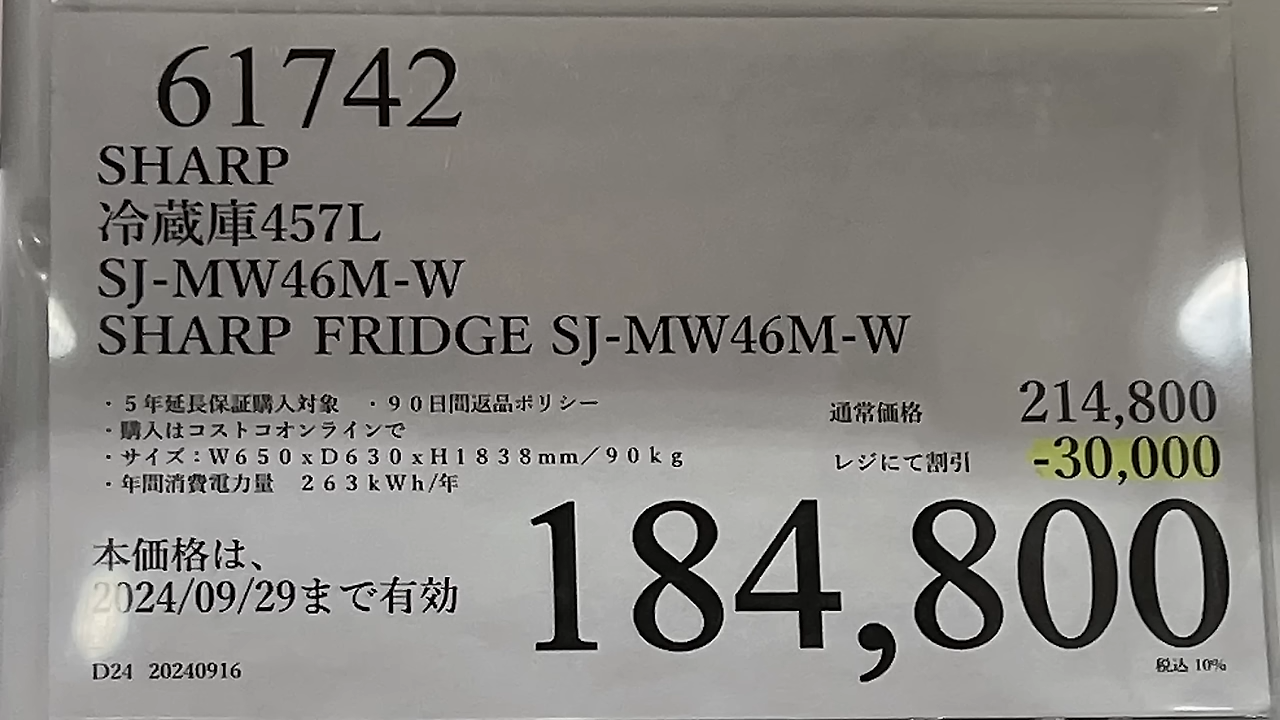 61742
SHARP
冷蔵庫457L
SJ-MW46M-W
SHARP FRIDGE SJ-MW46M-W
・５年延長保証購入対象　・９０日間返品ポリシー
・購入はコストコオンラインで
・サイズ：Ｗ６５０ｘＤ６３０ｘＨ１８３８mm／９０ｋｇ
・年間消費電力量　２６３ｋWh/年
通常価格 214,800
レジにて割引 -30,000
184,800
本価格は、
2024/09/29まで有効
税込 10%
D24 20240916